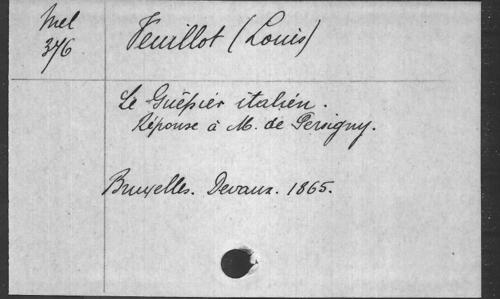 Mel
376
Veuillot (Louis)
Le Guêpier italien.
Réponse à M. de Persigny.
Bruxelles. Devaux. 1865.